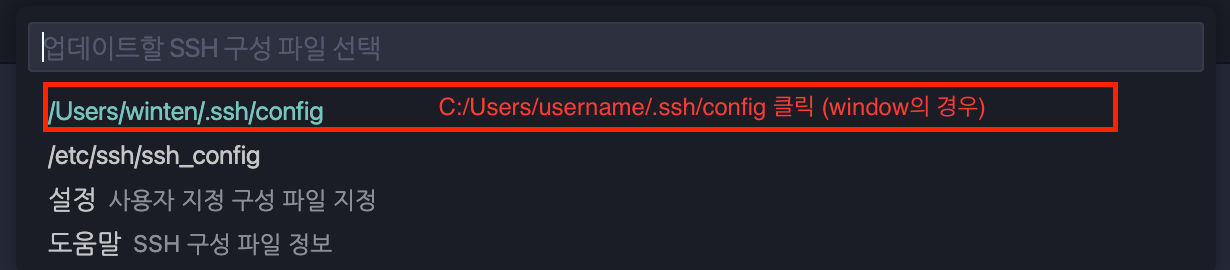 업데이트할 SSH 구성 파일 선택
/Users/winten/.ssh/config C:/Users/username/.ssh/config 클릭 (window의 경우)
/etc/ssh/ssh_config
설정 사용자 지정 구성 파일 지정
도움말 SSH 구성 파일 정보